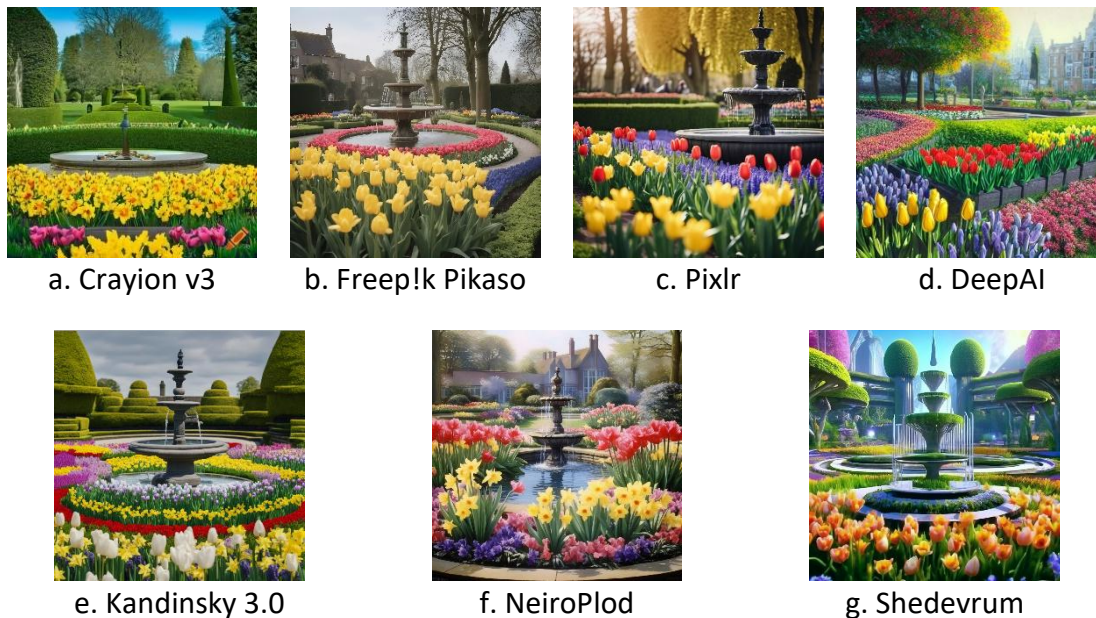 a. Crayion v3
b. Freep!k Pikaso
c. Pixlr
d. DeepAI
e. Kandinsky 3.0
f. NeiroPlod
g. Shedevrum